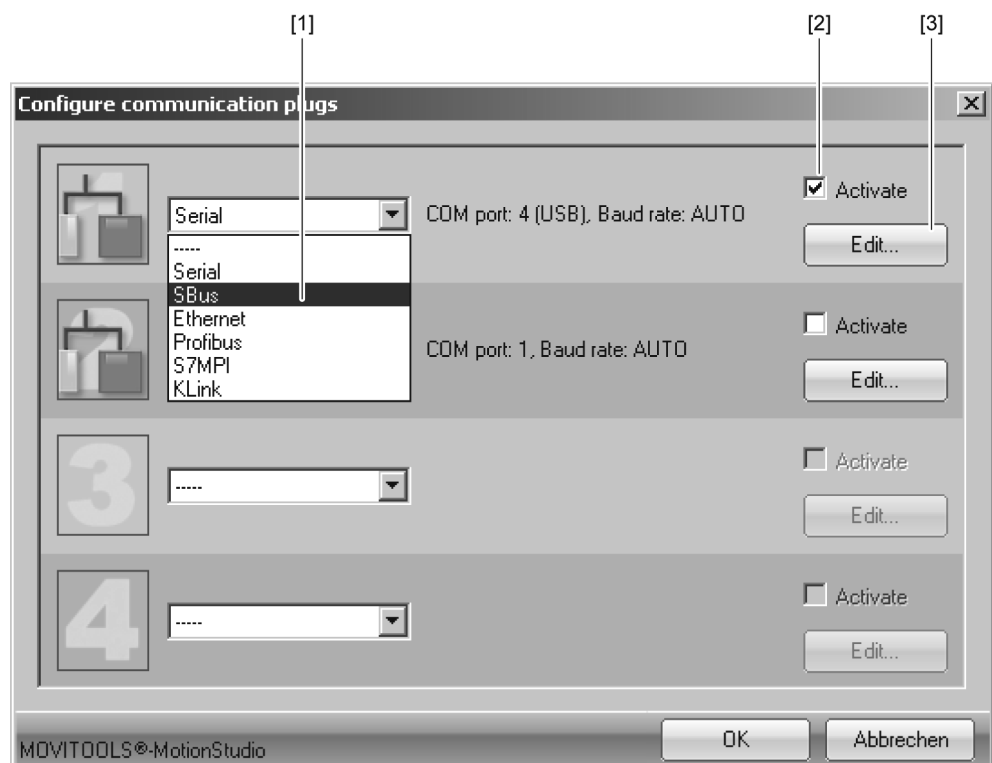 [1] [2] [3]
Configure communication plugs
Activate
Serial COM port: 4 (USB), Baud rate: AUTO
Edit...
-----
Serial
SBus
Ethernet
Profibus
S7MPI
KLink
Activate
COM port: 1, Baud rate: AUTO
Edit...
3
Activate
-----
Edit...
4
Activate
-----
Edit...
OK Abbrechen
MOVITOOLS®-MotionStudio